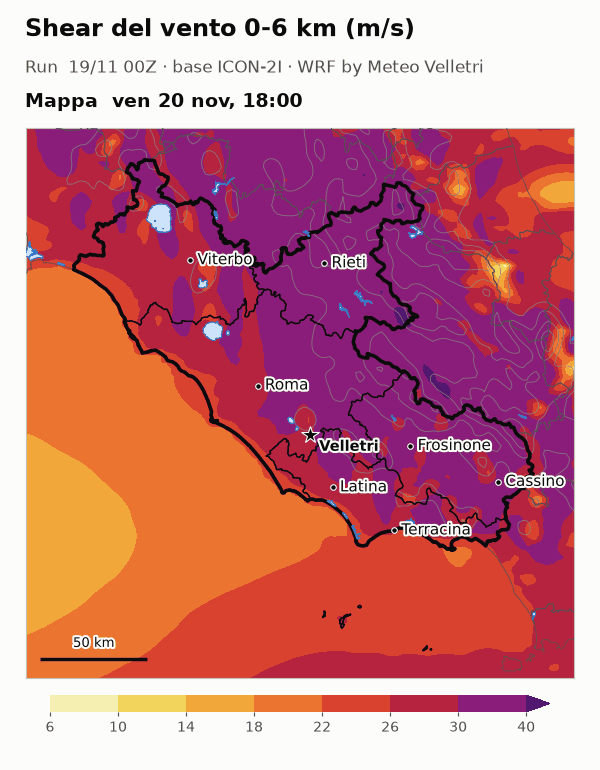 Shear del vento 0-6 km (m/s)
Run  19/11 00Z · base ICON-2I · WRF by Meteo Velletri
Mappa  ven 20 nov, 18:00
Viterbo
Rieti
Roma
Velletri
Frosinone
Cassino
Latina
Terracina
50 km
6 10 14 18 22 26 30 40